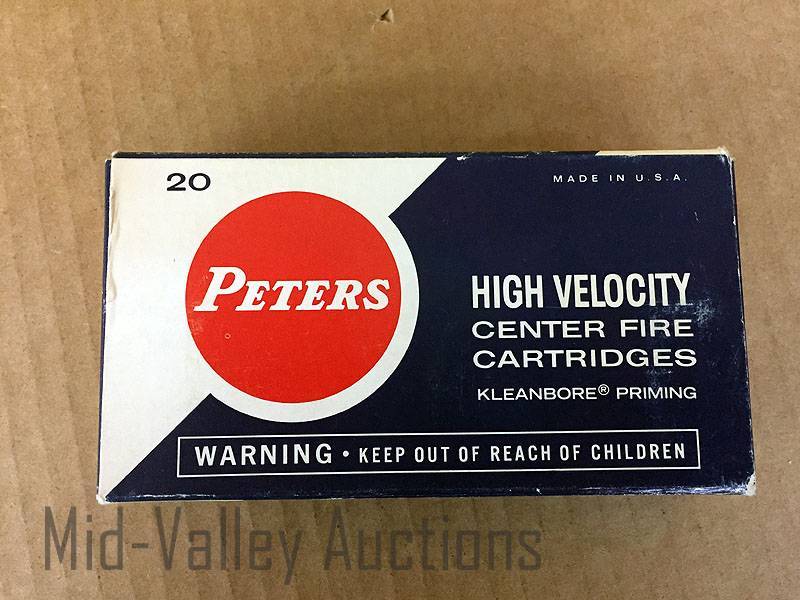 20
MADE IN U.S.A.
PETERS
HIGH VELOCITY
CENTER FIRE
CARTRIDGES
KLEANBORE® PRIMING
WARNING • KEEP OUT OF REACH OF CHILDREN
Mid-Valley Auctions